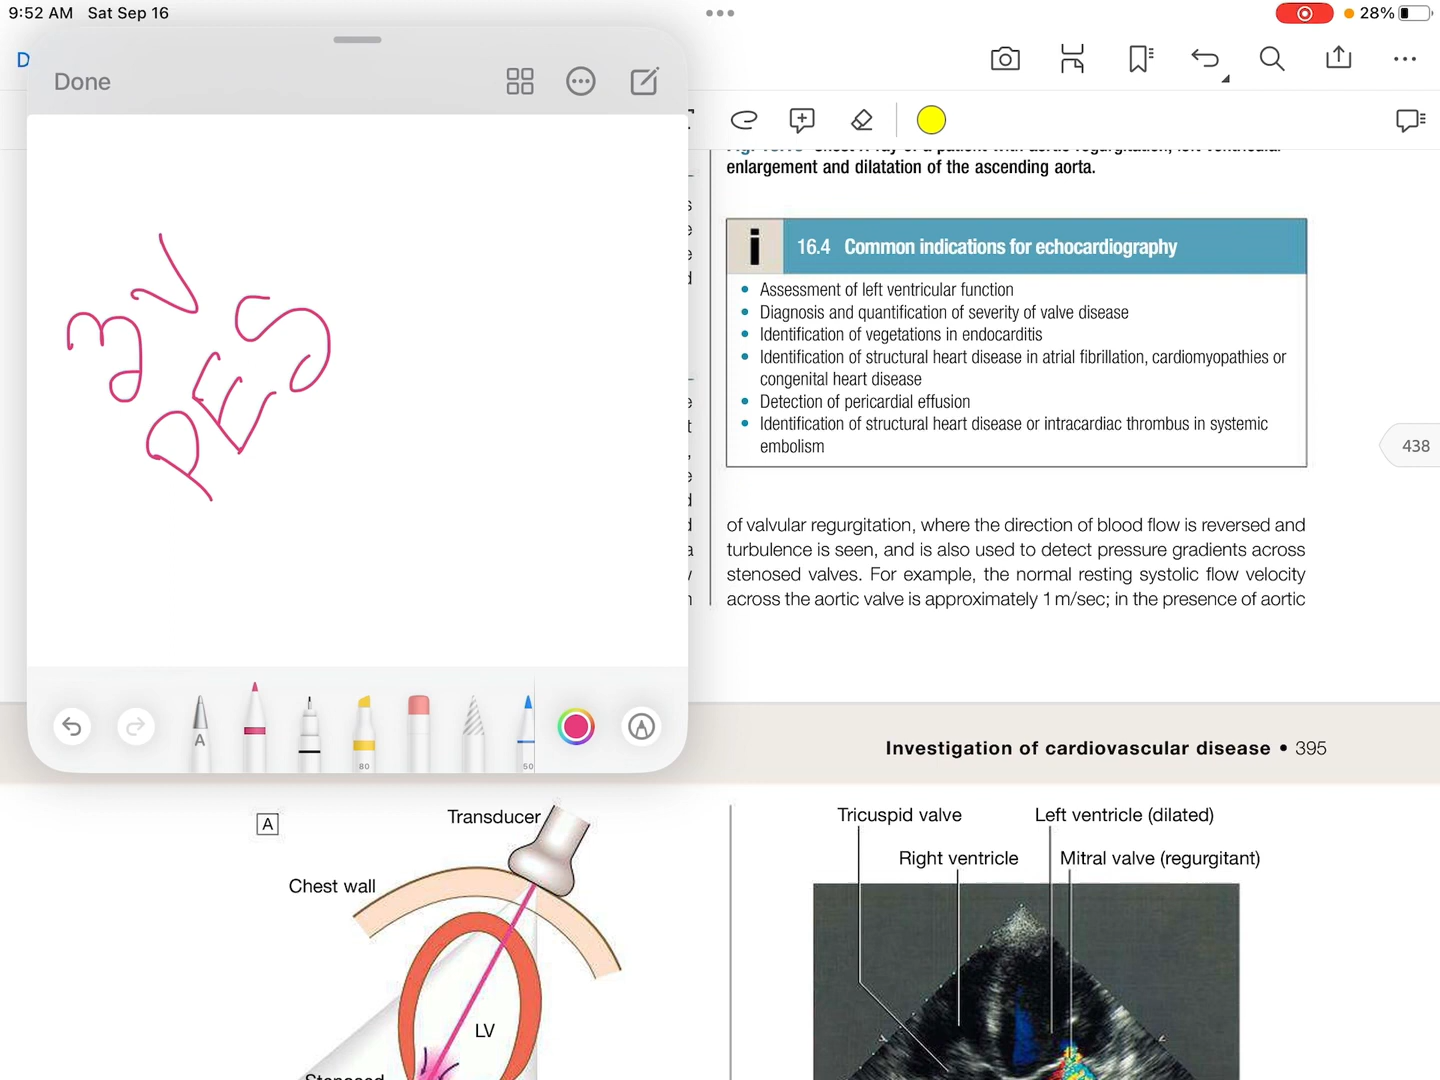 9:52 AM Sat Sep 16
28%
Done
3 V
PES
A
80
50
enlargement and dilatation of the ascending aorta.
i 16.4 Common indications for echocardiography
• Assessment of left ventricular function
• Diagnosis and quantification of severity of valve disease
• Identification of vegetations in endocarditis
• Identification of structural heart disease in atrial fibrillation, cardiomyopathies or
congenital heart disease
• Detection of pericardial effusion
• Identification of structural heart disease or intracardiac thrombus in systemic
embolism
438
of valvular regurgitation, where the direction of blood flow is reversed and
turbulence is seen, and is also used to detect pressure gradients across
stenosed valves. For example, the normal resting systolic flow velocity
across the aortic valve is approximately 1 m/sec; in the presence of aortic
Investigation of cardiovascular disease • 395
A
Transducer
Chest wall
LV
Stenosed
Tricuspid valve
Left ventricle (dilated)
Right ventricle
Mitral valve (regurgitant)